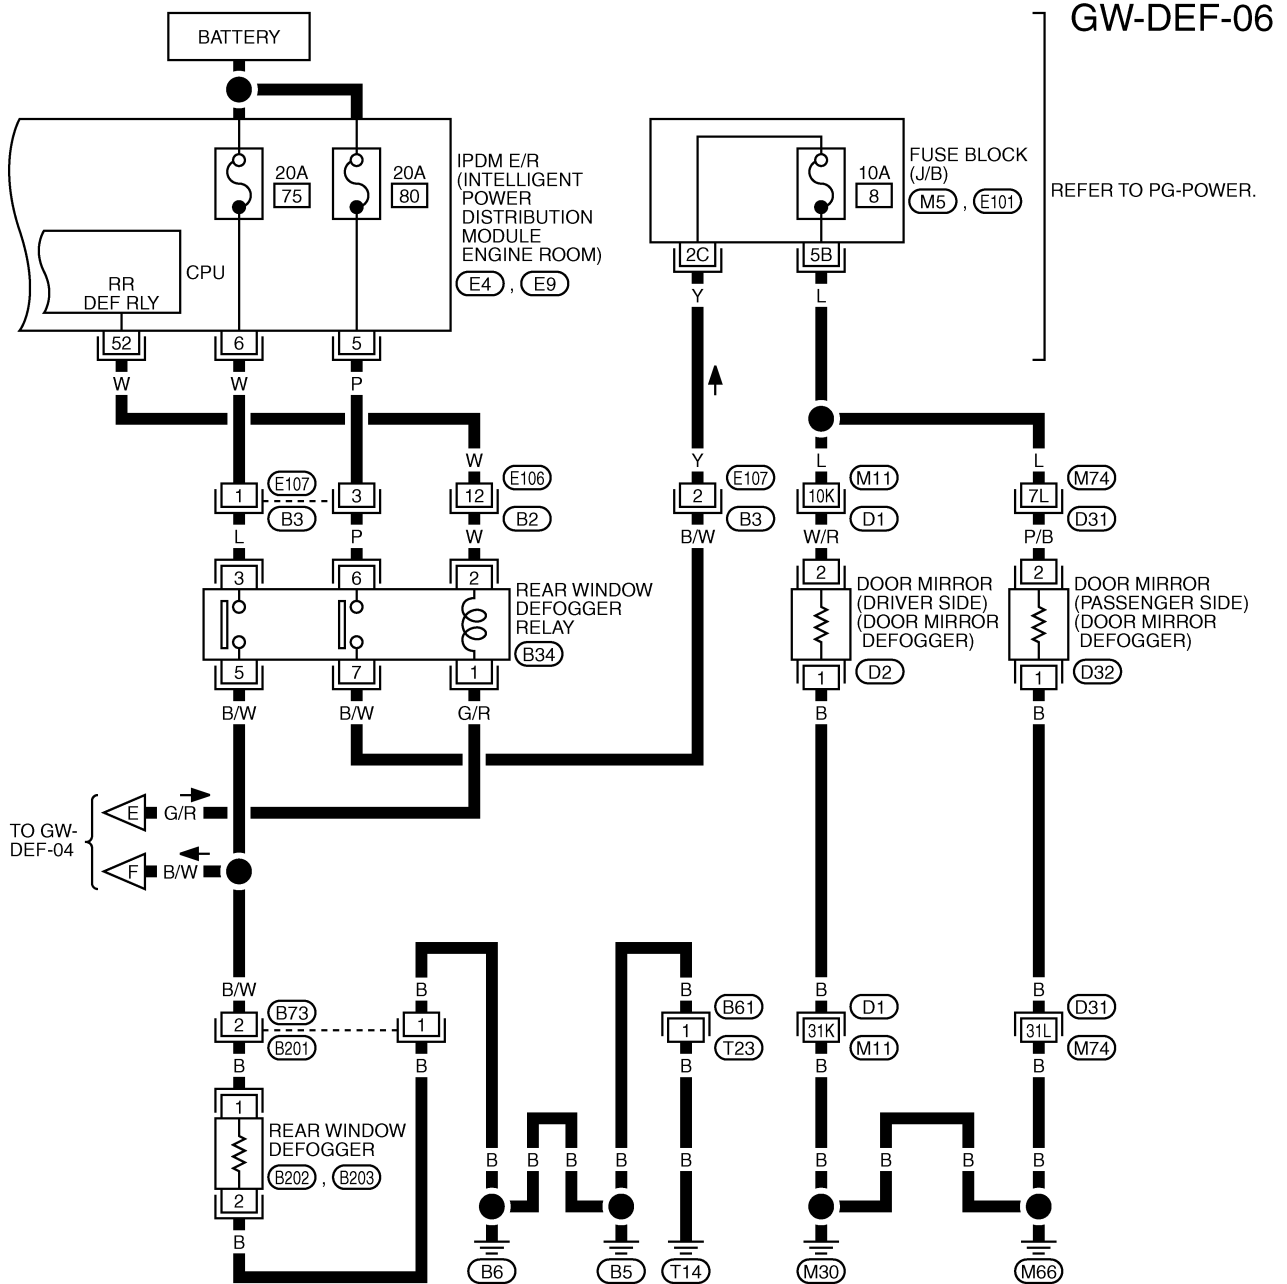 GW-DEF-06
BATTERY
20A
75
20A
80
IPDM E/R
(INTELLIGENT
POWER
DISTRIBUTION
MODULE
ENGINE ROOM)
E4 , E9
CPU
RR
DEF RLY
10A
8
FUSE BLOCK
(J/B)
M5 , E101
REFER TO PG-POWER.
52
6
5
2C
5B
W
W
P
Y
L
W
Y
L
L
1
E107
B3
3
12
E106
B2
2
E107
B3
10K
M11
D1
7L
M74
D31
L
P
W
B/W
W/R
P/B
3
6
2
2
2
REAR WINDOW
DEFOGGER
RELAY
B34
DOOR MIRROR
(DRIVER SIDE)
(DOOR MIRROR
DEFOGGER)
D2
DOOR MIRROR
(PASSENGER SIDE)
(DOOR MIRROR
DEFOGGER)
D32
5
7
1
1
1
B/W
B/W
G/R
B
B
TO GW-
DEF-04
E
G/R
F
B/W
B/W
B
B
B
B
2
B73
B201
1
1
B61
T23
31K
D1
M11
31L
D31
M74
B
B
B
B
B
1
REAR WINDOW
DEFOGGER
B202 , B203
2
B
B
B
B
B
B
B
B
B
B
B6
B5
T14
M30
M66